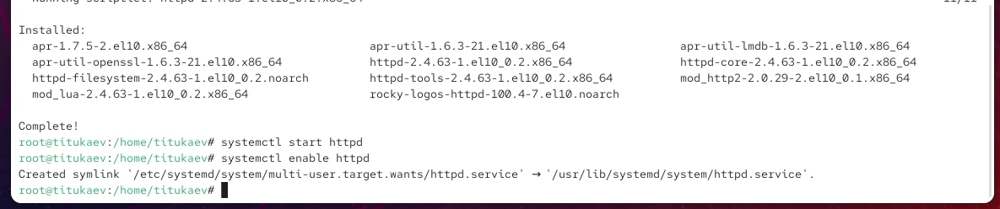 Installed:
apr-1.7.5-2.el10.x86_64 apr-util-1.6.3-21.el10.x86_64 apr-util-lmdb-1.6.3-21.el10.x86_64
apr-util-openssl-1.6.3-21.el10.x86_64 httpd-2.4.63-1.el10_0.2.x86_64 httpd-core-2.4.63-1.el10_0.2.x86_64
httpd-filesystem-2.4.63-1.el10_0.2.noarch httpd-tools-2.4.63-1.el10_0.2.x86_64 mod_http2-2.0.29-2.el10_0.1.x86_64
mod_lua-2.4.63-1.el10_0.2.x86_64 rocky-logos-httpd-100.4-7.el10.noarch
Complete!
root@titukaev:/home/titukaev# systemctl start httpd
root@titukaev:/home/titukaev# systemctl enable httpd
Created symlink '/etc/systemd/system/multi-user.target.wants/httpd.service' → '/usr/lib/systemd/system/httpd.service'.
root@titukaev:/home/titukaev#